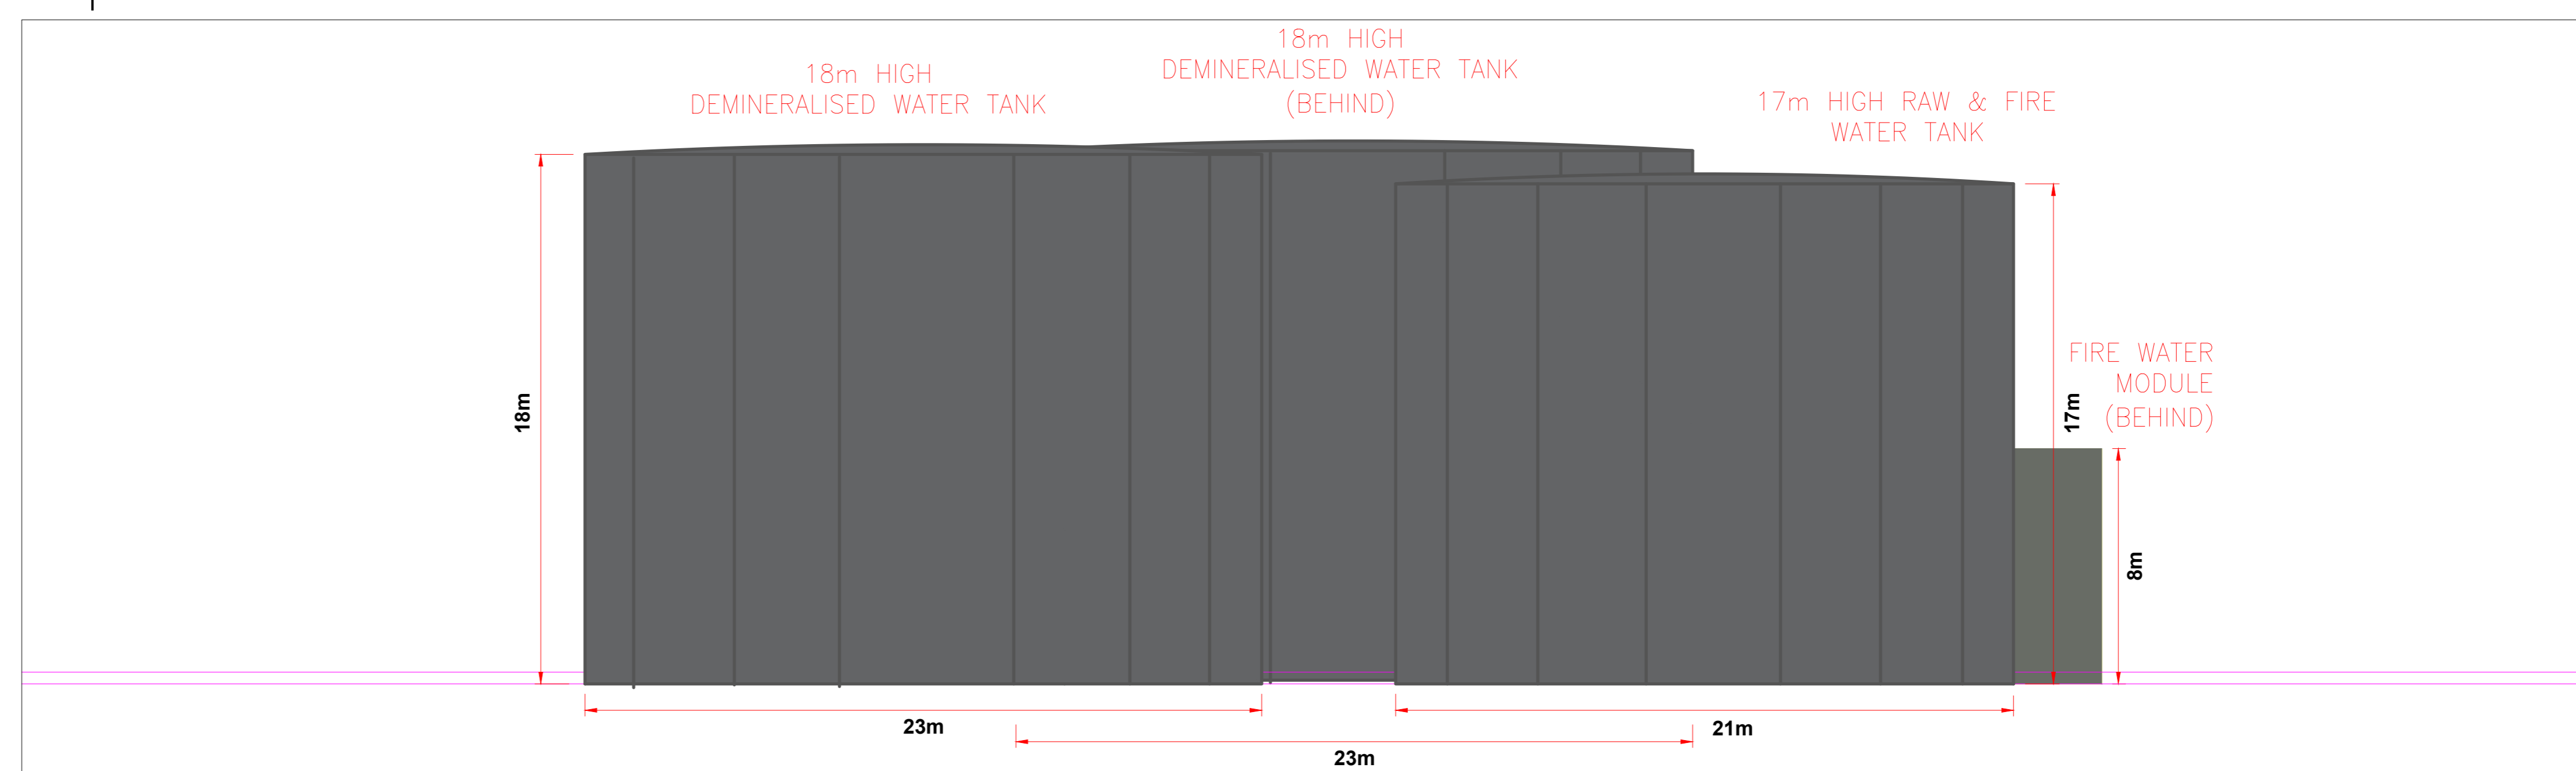 18m HIGH
DEMINERALISED WATER TANK
18m HIGH
DEMINERALISED WATER TANK
(BEHIND)
17m HIGH RAW & FIRE
WATER TANK
FIRE WATER
MODULE
(BEHIND)
18m
17m
8m
23m
21m
23m